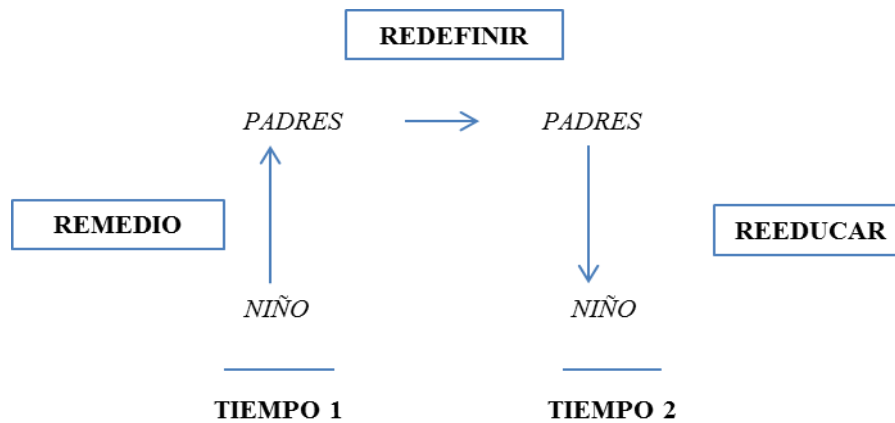 REDEFINIR
PADRES PADRES
REMEDIO REEDUCAR
NIÑO NIÑO
TIEMPO 1 TIEMPO 2